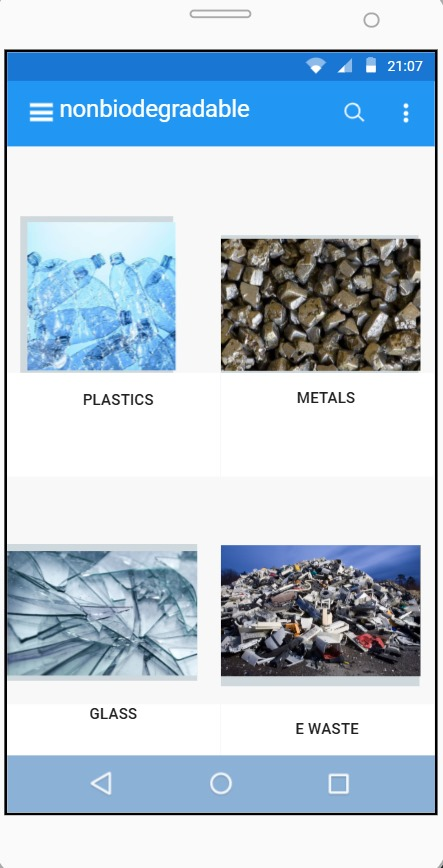 21:07
nonbiodegradable
PLASTICS
METALS
GLASS
E WASTE